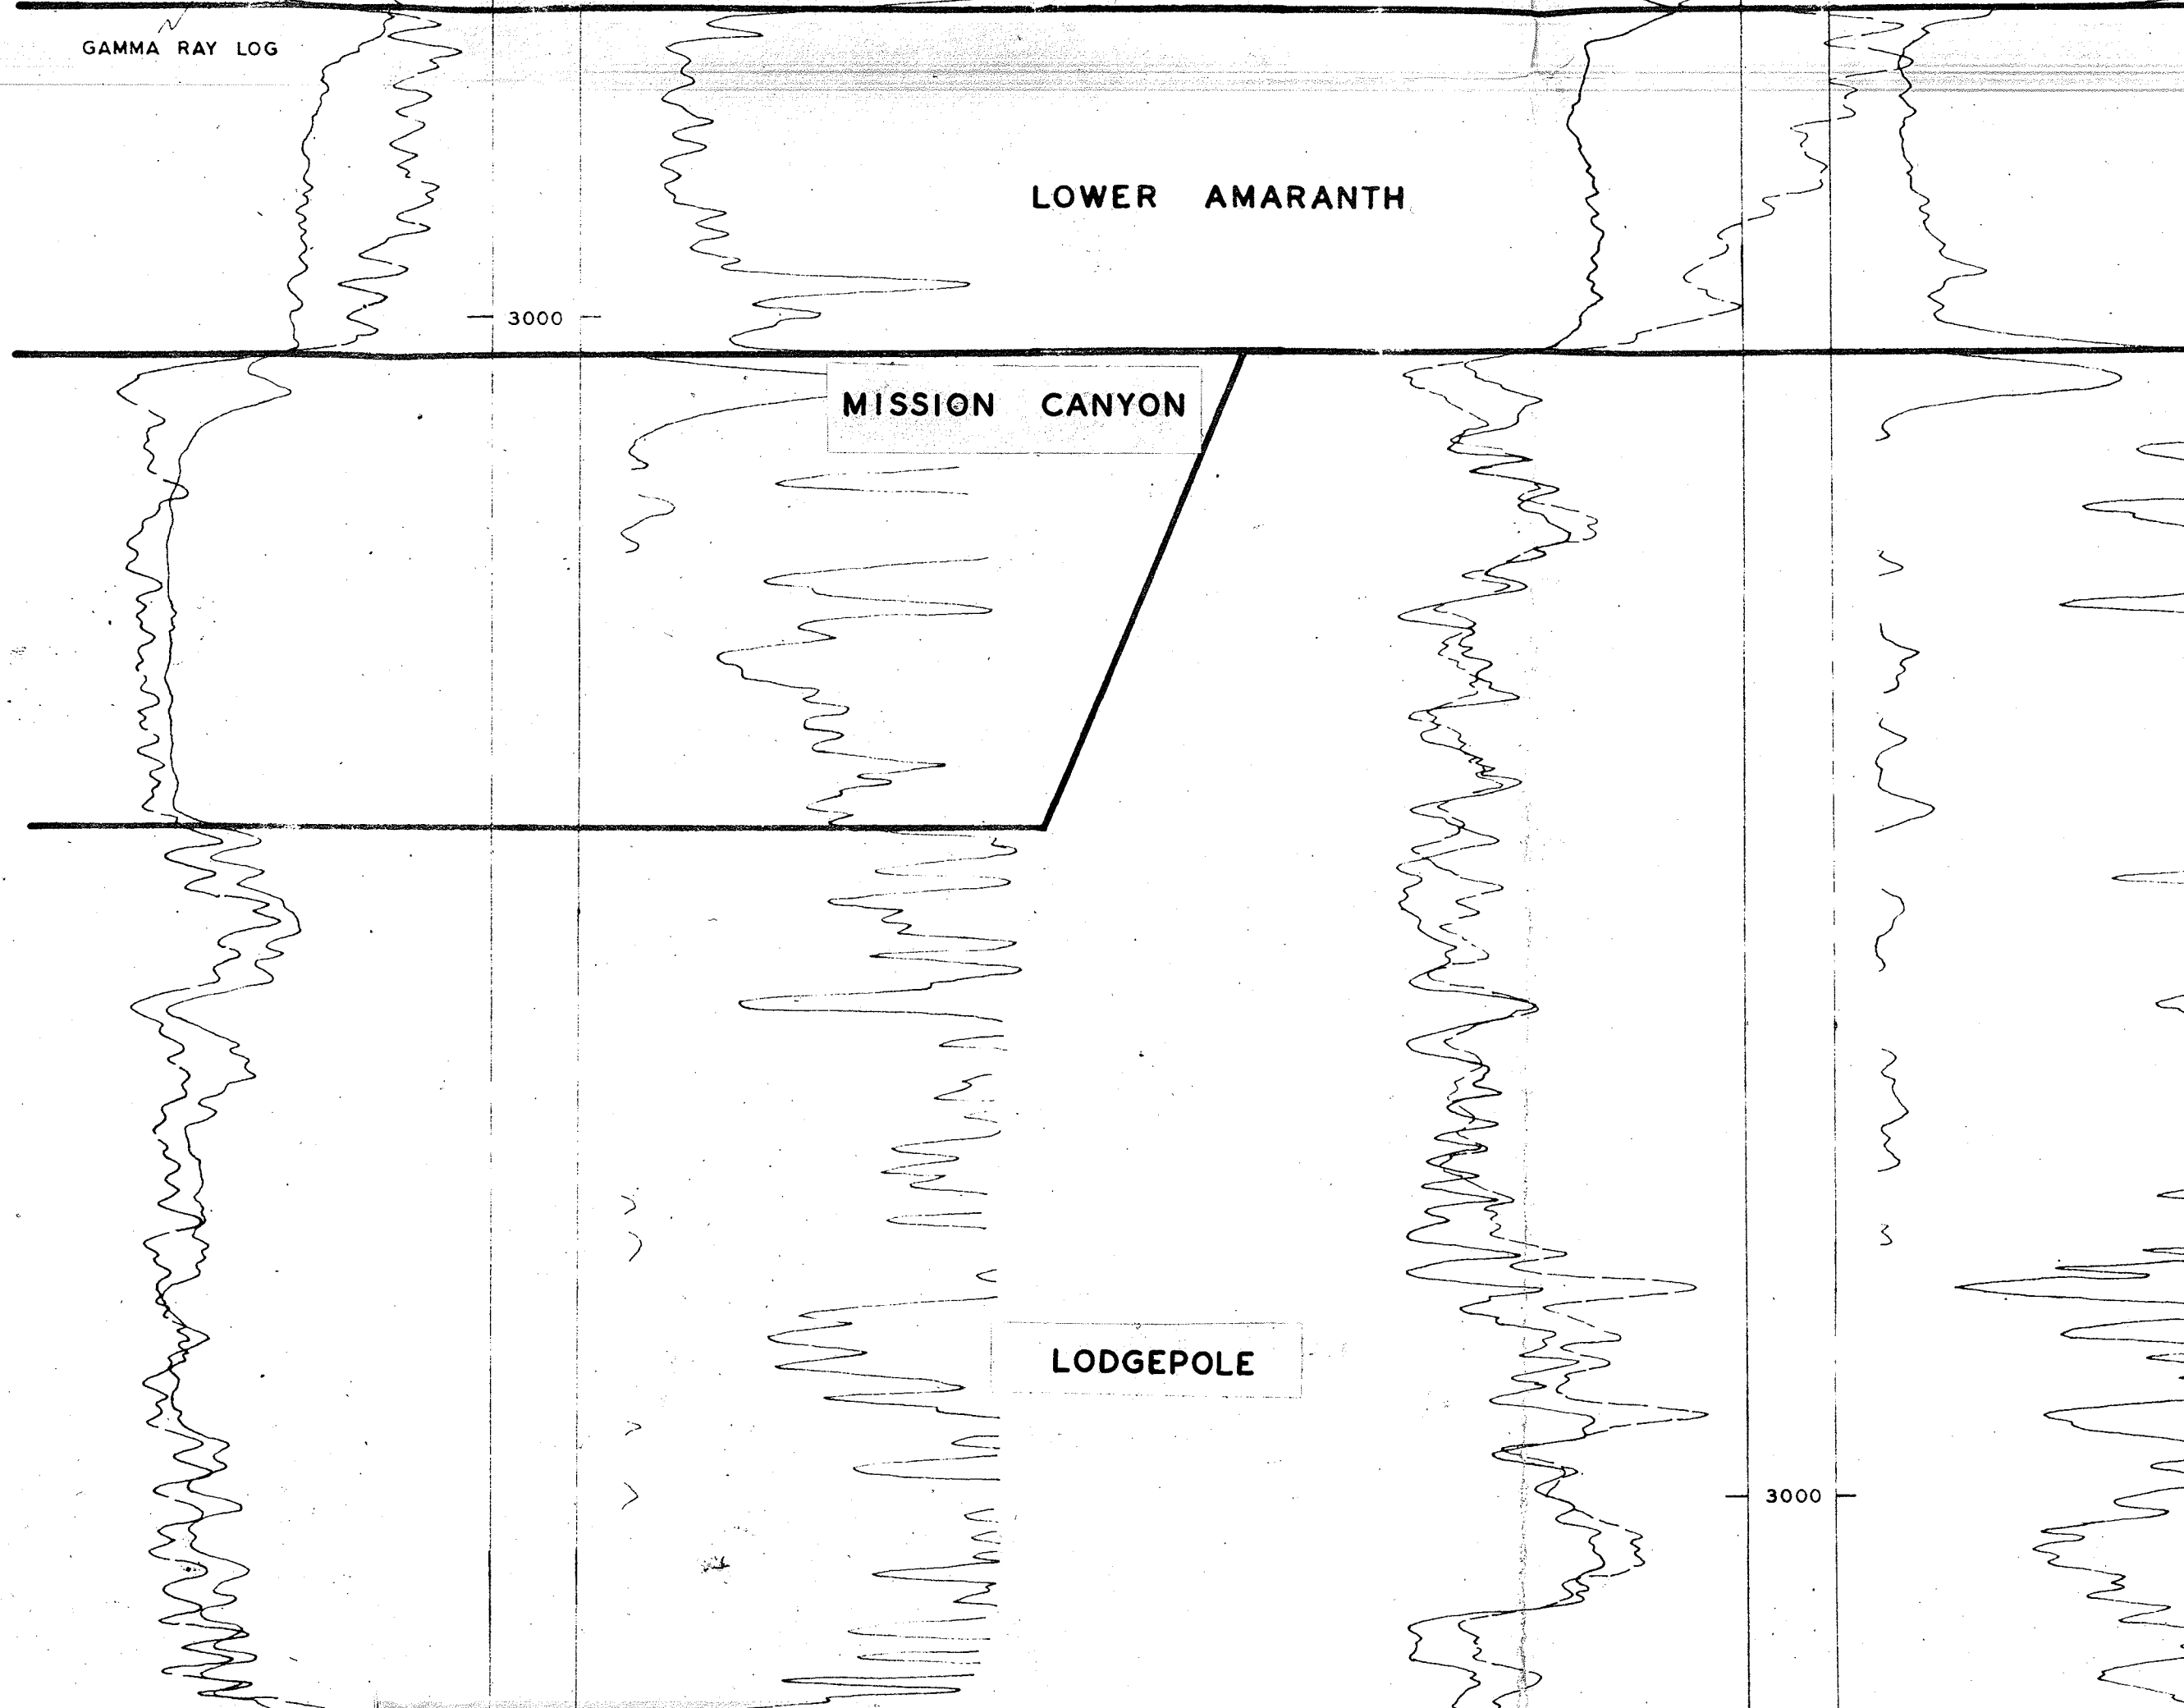 GAMMA RAY LOG
LOWER AMARANTH
3000
MISSION CANYON
LODGEPOLE
3000